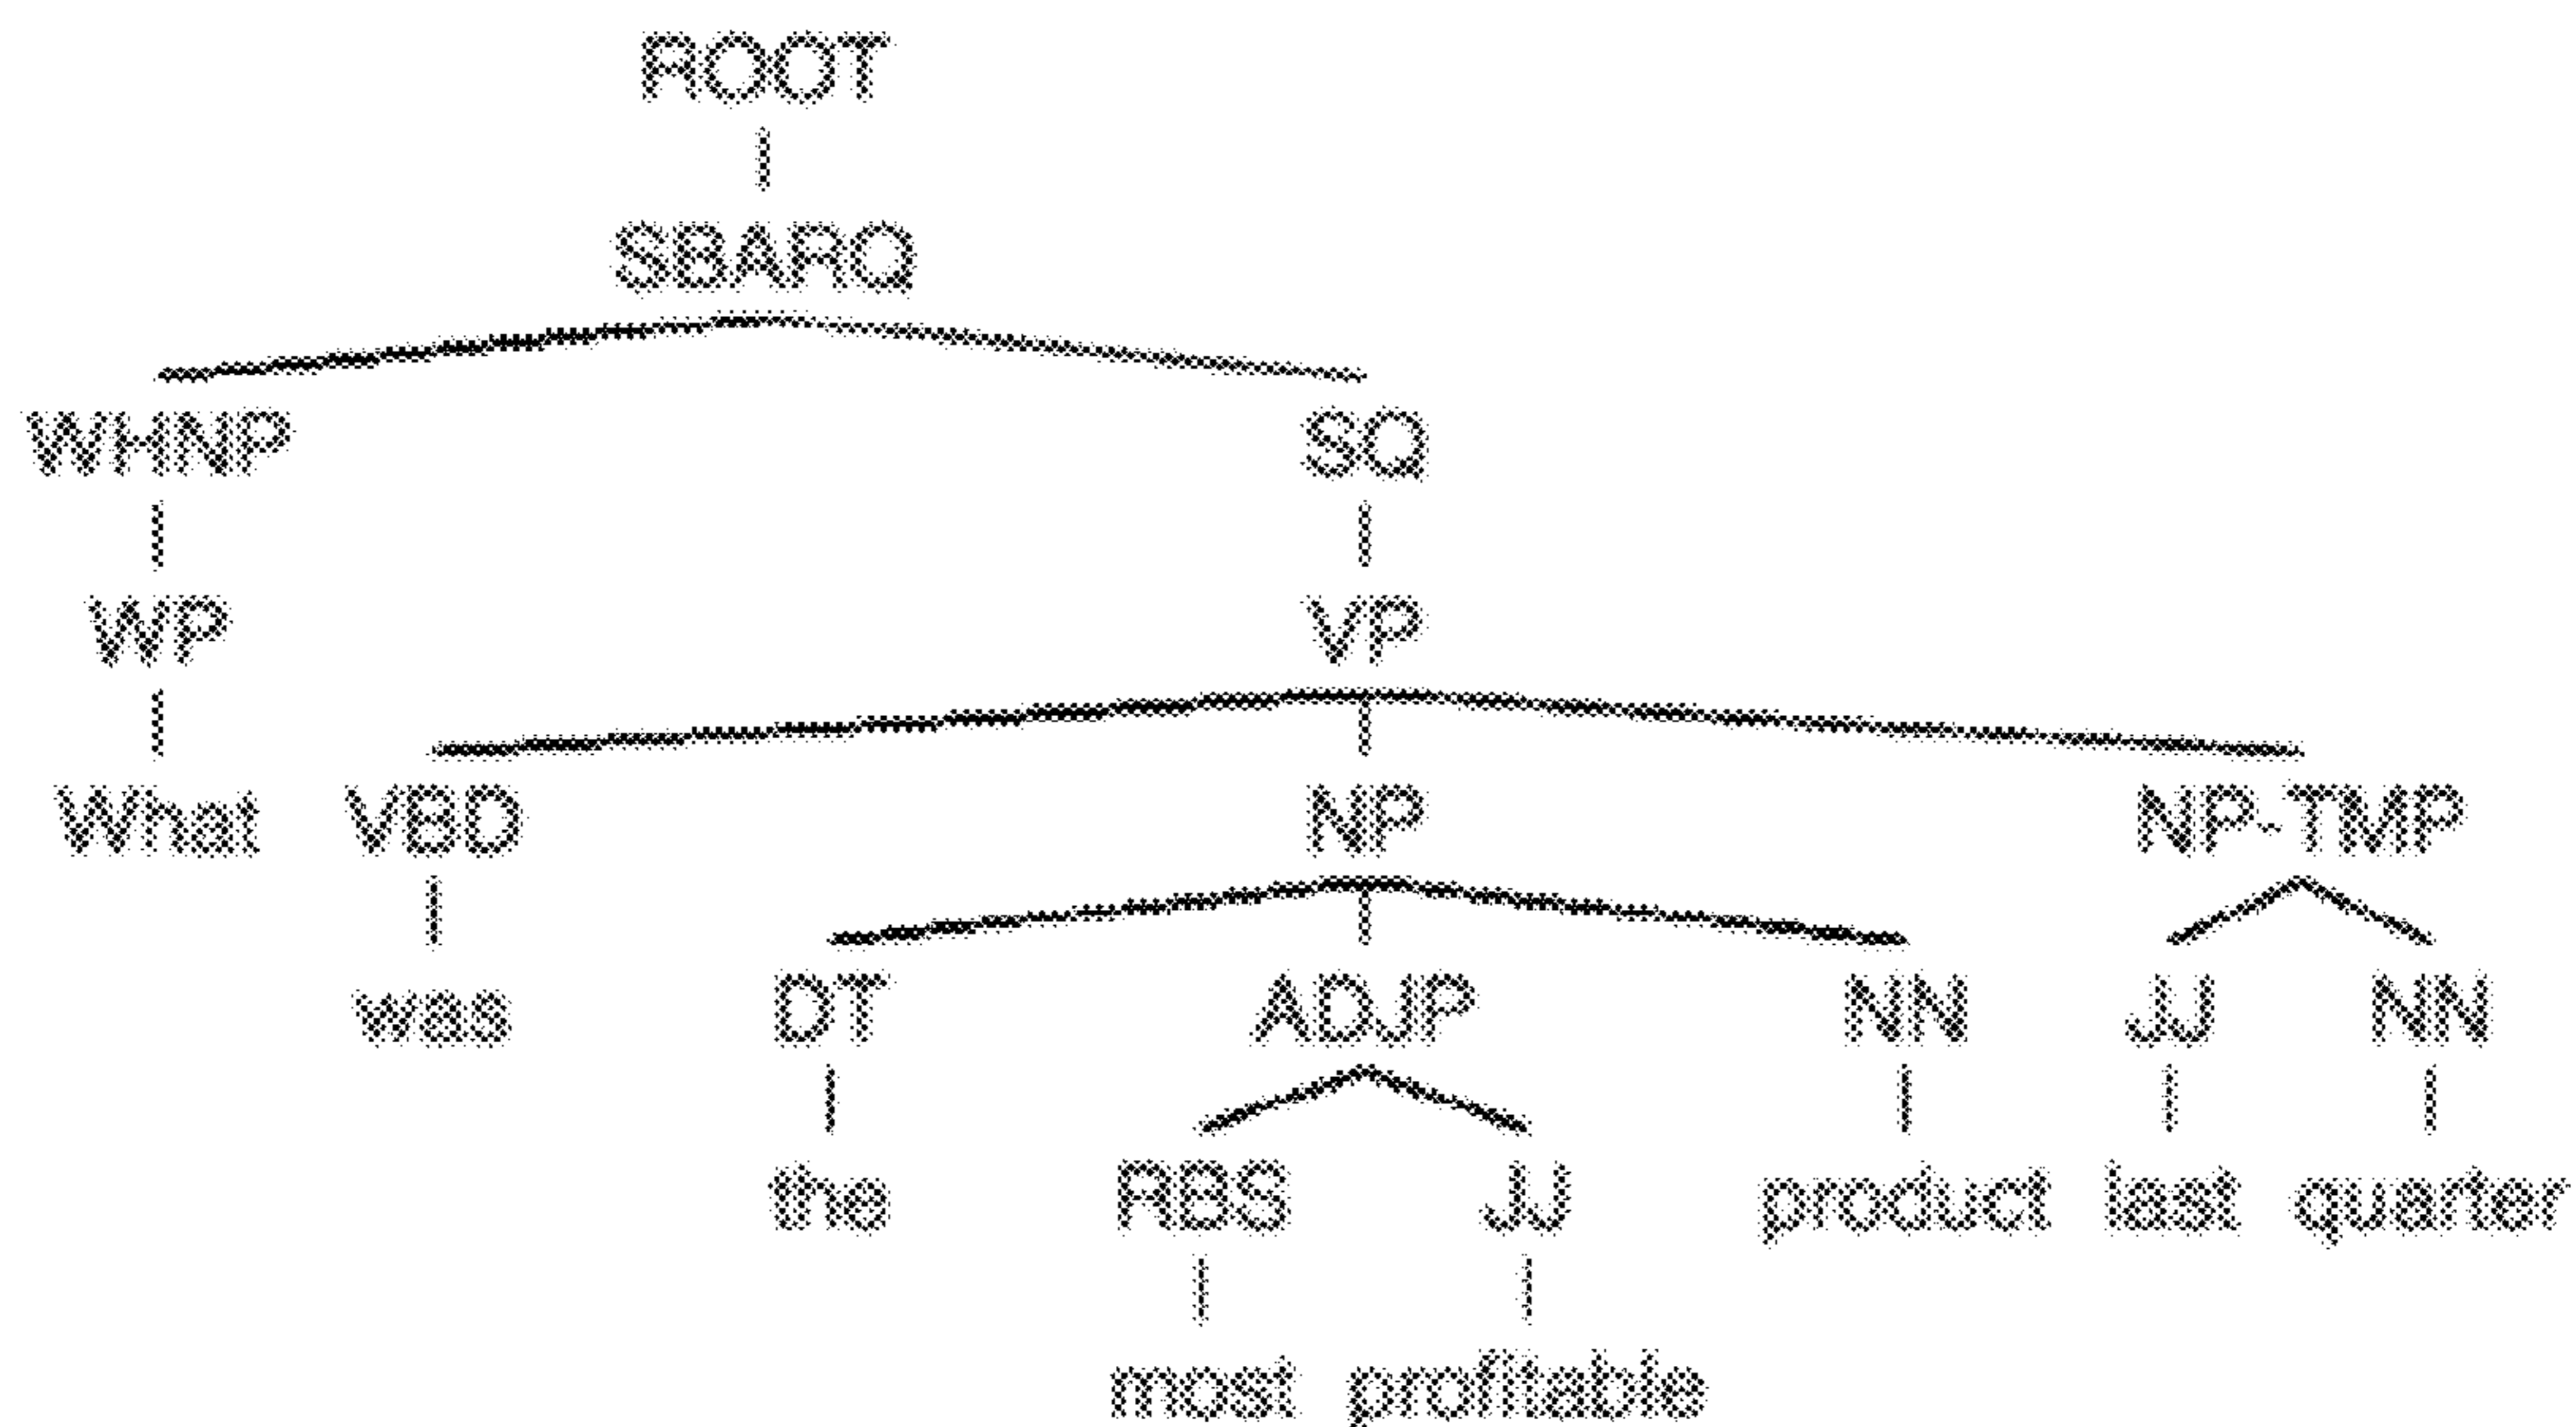 ROOT
SBARQ
WHNP SQ
WP VP
What VBD NP NP-TMP
was DT ADJP NN JJ NN
the RBS JJ product last quarter
most profitable